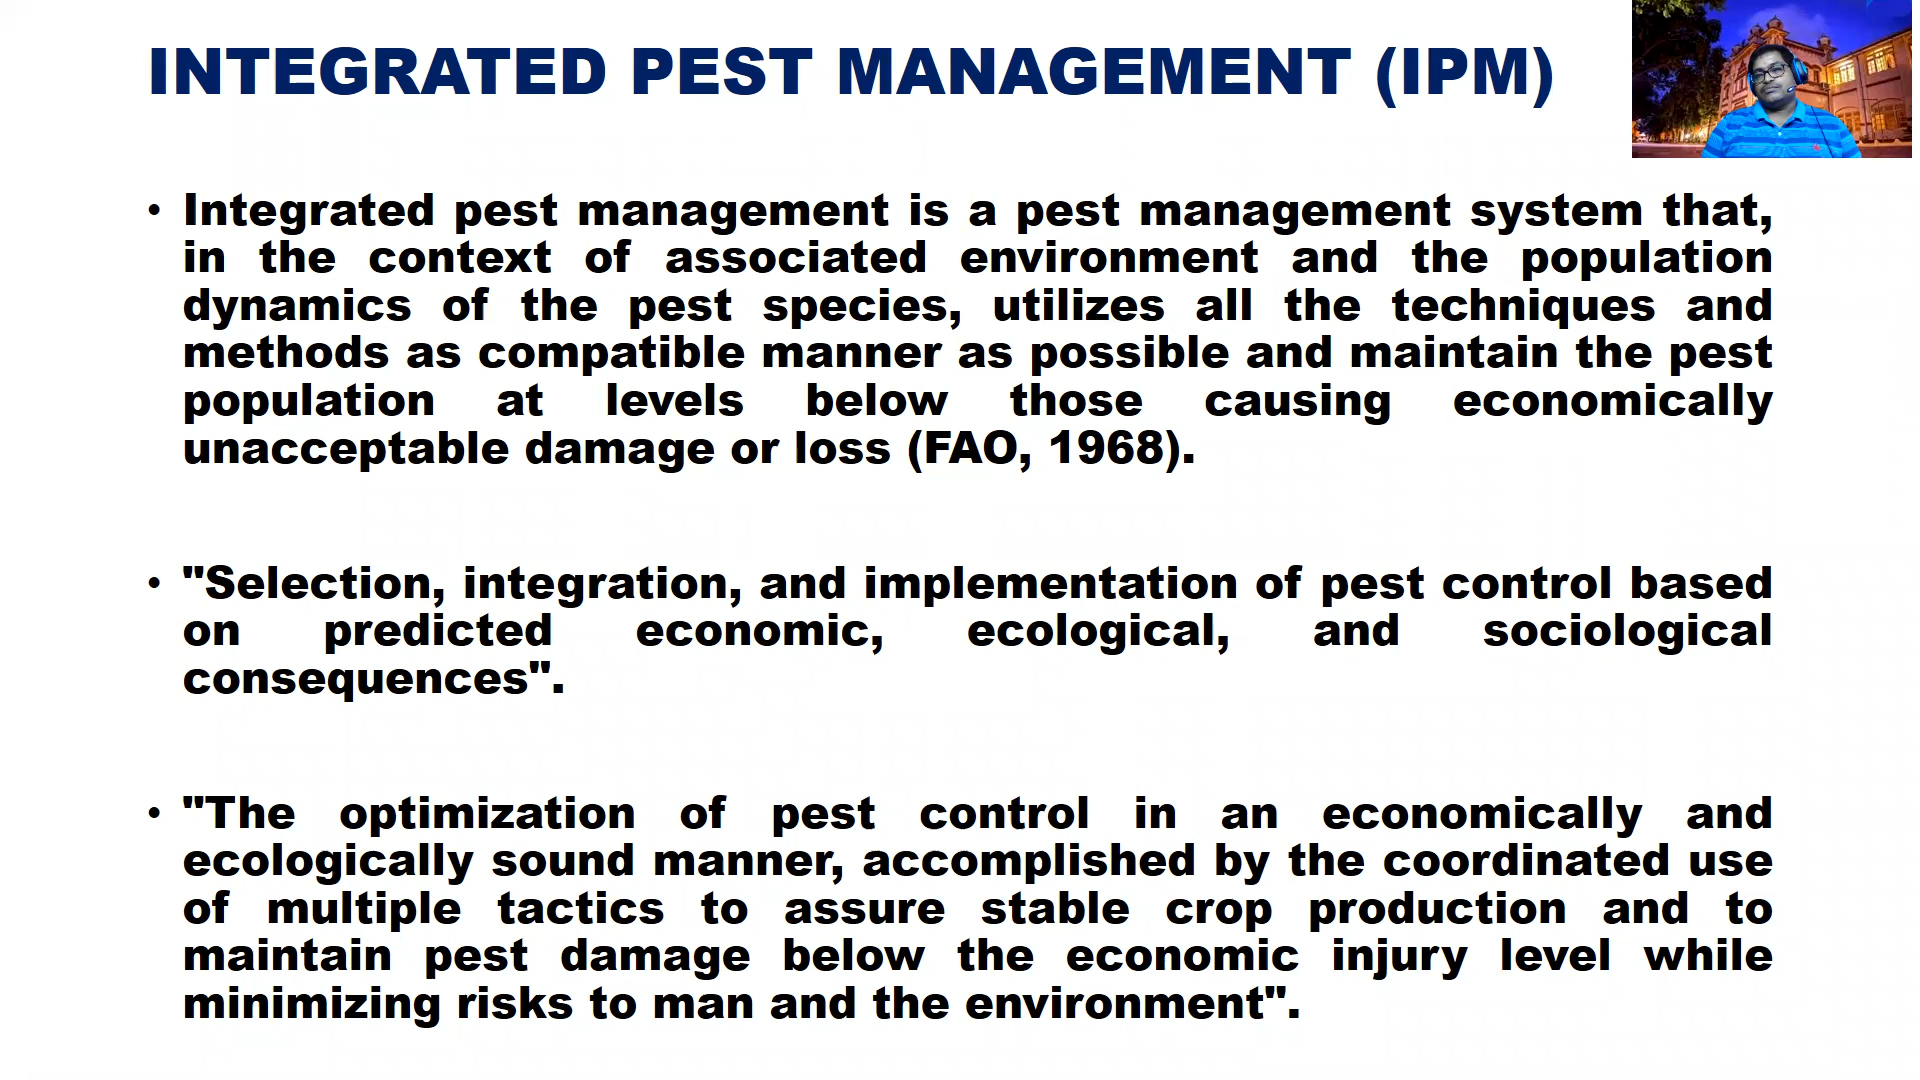 INTEGRATED PEST MANAGEMENT (IPM)
• Integrated pest management is a pest management system that,
in the context of associated environment and the population
dynamics of the pest species, utilizes all the techniques and
methods as compatible manner as possible and maintain the pest
population at levels below those causing economically
unacceptable damage or loss (FAO, 1968).
• "Selection, integration, and implementation of pest control based
on predicted economic, ecological, and sociological
consequences".
• "The optimization of pest control in an economically and
ecologically sound manner, accomplished by the coordinated use
of multiple tactics to assure stable crop production and to
maintain pest damage below the economic injury level while
minimizing risks to man and the environment".